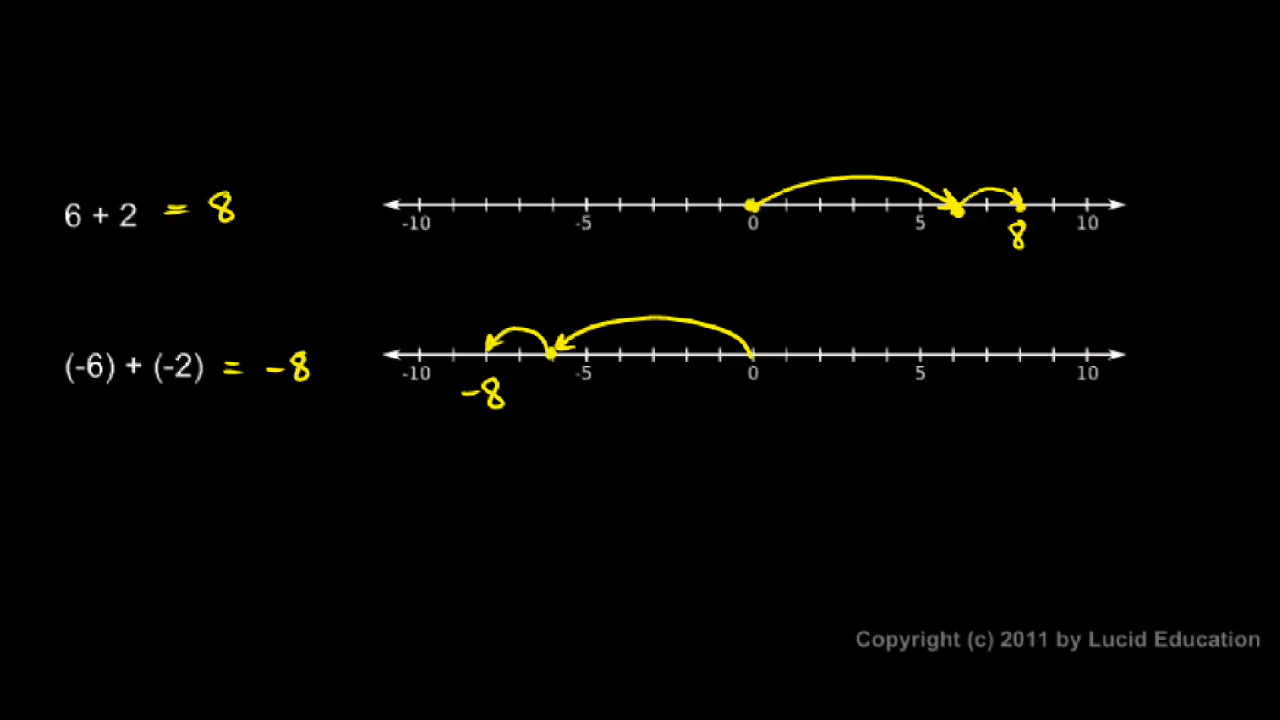 6 + 2 = 8
-10 -5 0 5 10
8
(-6) + (-2) = -8
-10 -5 0 5 10
-8
Copyright (c) 2011 by Lucid Education